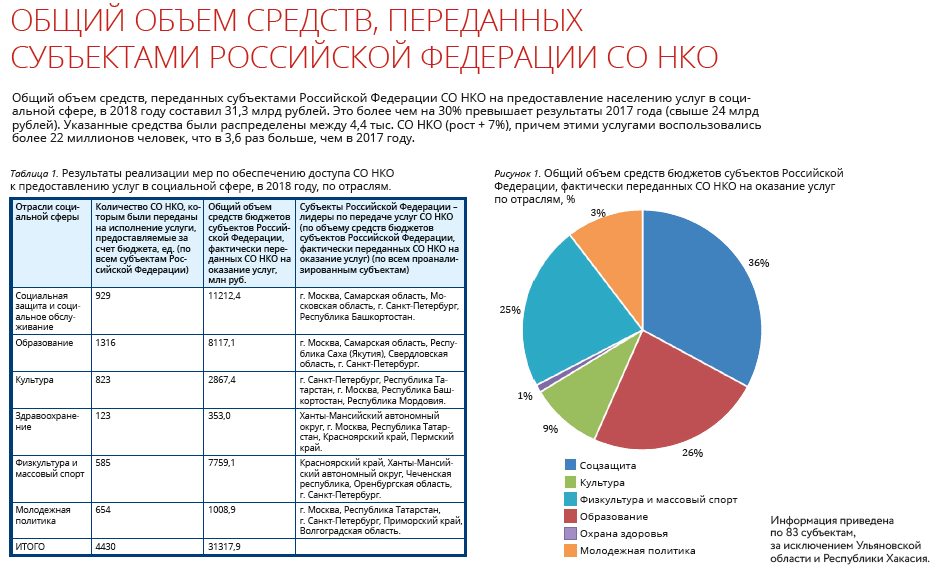 ОБЩИЙ ОБЪЕМ СРЕДСТВ, ПЕРЕДАННЫХ
СУБЪЕКТАМИ РОССИЙСКОЙ ФЕДЕРАЦИИ СО НКО
Общий объем средств, переданных субъектами Российской Федерации СО НКО на предоставление населению услуг в соци-
альной сфере, в 2018 году составил 31,3 млрд рублей. Это более чем на 30% превышает результаты 2017 года (свыше 24 млрд
рублей). Указанные средства были распределены между 4,4 тыс. СО НКО (рост + 7%), причем этими услугами воспользовались
более 22 миллионов человек, что в 3,6 раз больше, чем в 2017 году.
Таблица 1. Результаты реализации мер по обеспечению доступа СО НКО
к предоставлению услуг в социальной сфере, в 2018 году, по отраслям.
Отрасли соци-
альной сферы
Количество СО НКО, ко-
торым были переданы
на исполнение услуги,
предоставляемые за
счет бюджета, ед. (по
всем субъектам Рос-
сийской Федерации)
Общий объем
средств бюджетов
субъектов Россий-
ской Федерации,
фактически пере-
данных СО НКО на
оказание услуг,
млн руб.
Субъекты Российской Федерации –
лидеры по передаче услуг СО НКО
(по объему средств бюджетов
субъектов Российской Федерации,
фактически переданных СО НКО на
оказание услуг) (по всем проанали-
зированным субъектам)
Социальная
защита и соци-
альное обслу-
живание
929
11212,4
г. Москва, Самарская область, Мо-
сковская область, г. Санкт-Петербург,
Республика Башкортостан.
Образование
1316
8117,1
г. Москва, Самарская область, Респу-
блика Саха (Якутия), Свердловская
область, г. Санкт-Петербург.
Культура
823
2867,4
г. Санкт-Петербург, Республика Та-
тарстан, г. Москва, Республика Баш-
кортостан, Республика Мордовия.
Здравоохране-
ние
123
353,0
Ханты-Мансийский автономный
округ, г. Москва, Республика Татар-
стан, Красноярский край, Пермский
край.
Физкультура и
массовый спорт
585
7759,1
Красноярский край, Ханты-Мансий-
ский автономный округ, Чеченская
республика, Оренбургская область,
г. Санкт-Петербург.
Молодежная
политика
654
1008,9
г. Москва, Республика Татарстан,
г. Санкт-Петербург, Приморский край,
Волгоградская область.
ИТОГО
4430
31317,9
Рисунок 1. Общий объем средств бюджетов субъектов Российской
Федерации, фактически переданных СО НКО на оказание услуг
по отраслям, %
3%
36%
25%
1%
9%
26%
Соцзащита
Культура
Физкультура и массовый спорт
Образование
Охрана здоровья
Молодежная политика
Информация приведена
по 83 субъектам,
за исключением Ульяновской
области и Республики Хакасия.